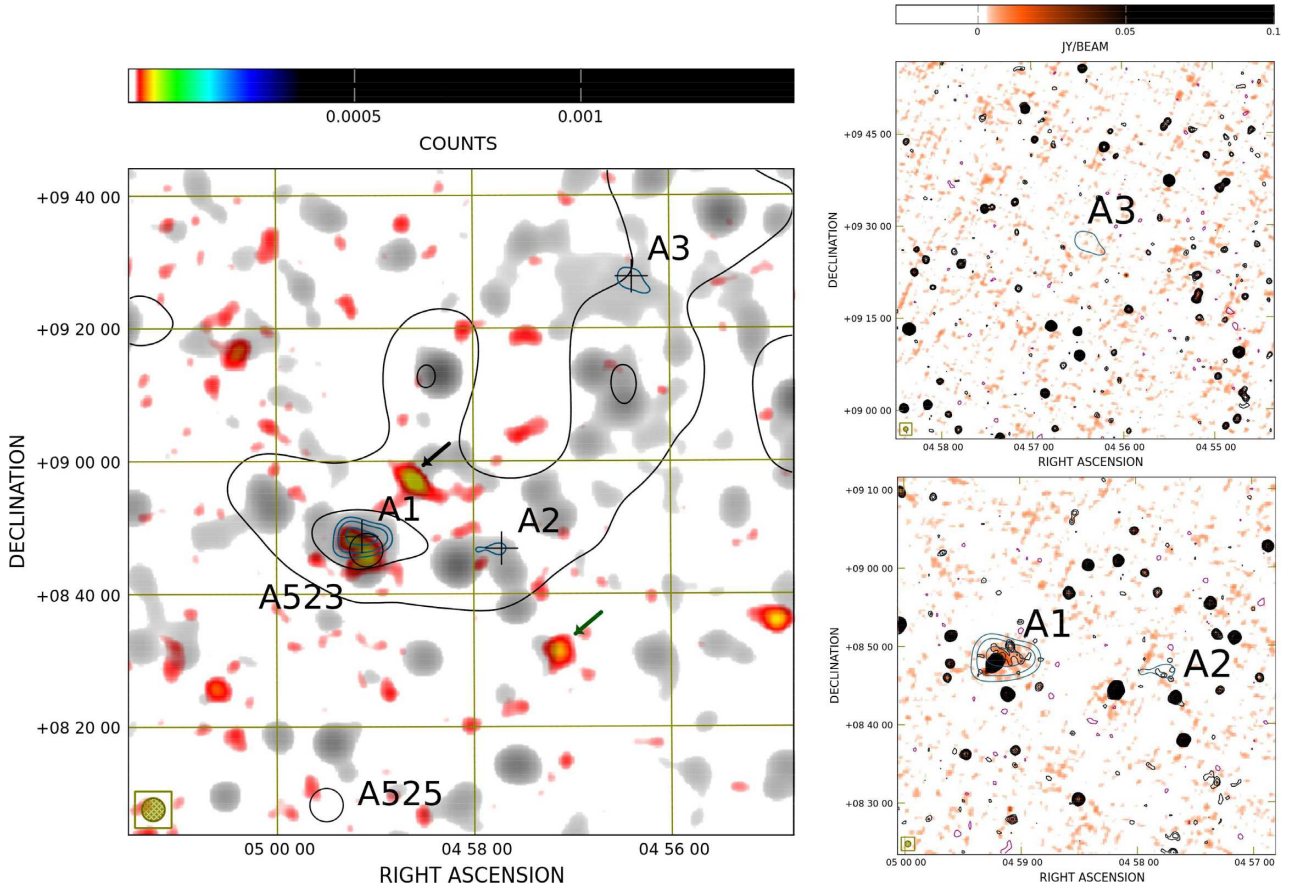 0.0005 0.001
COUNTS
+09 40 00
+09 20 00
+09 00 00
+08 40 00
+08 20 00
DECLINATION
A3
A1
A2
A523
A525
05 00 00 04 58 00 04 56 00
RIGHT ASCENSION
0 0.05 0.1
JY/BEAM
+09 45 00
+09 30 00
+09 15 00
+09 00 00
DECLINATION
A3
04 58 00 04 57 00 04 56 00 04 55 00
RIGHT ASCENSION
+09 10 00
+09 00 00
+08 50 00
+08 40 00
+08 30 00
DECLINATION
A1
A2
05 00 00 04 59 00 04 58 00 04 57 00
RIGHT ASCENSION